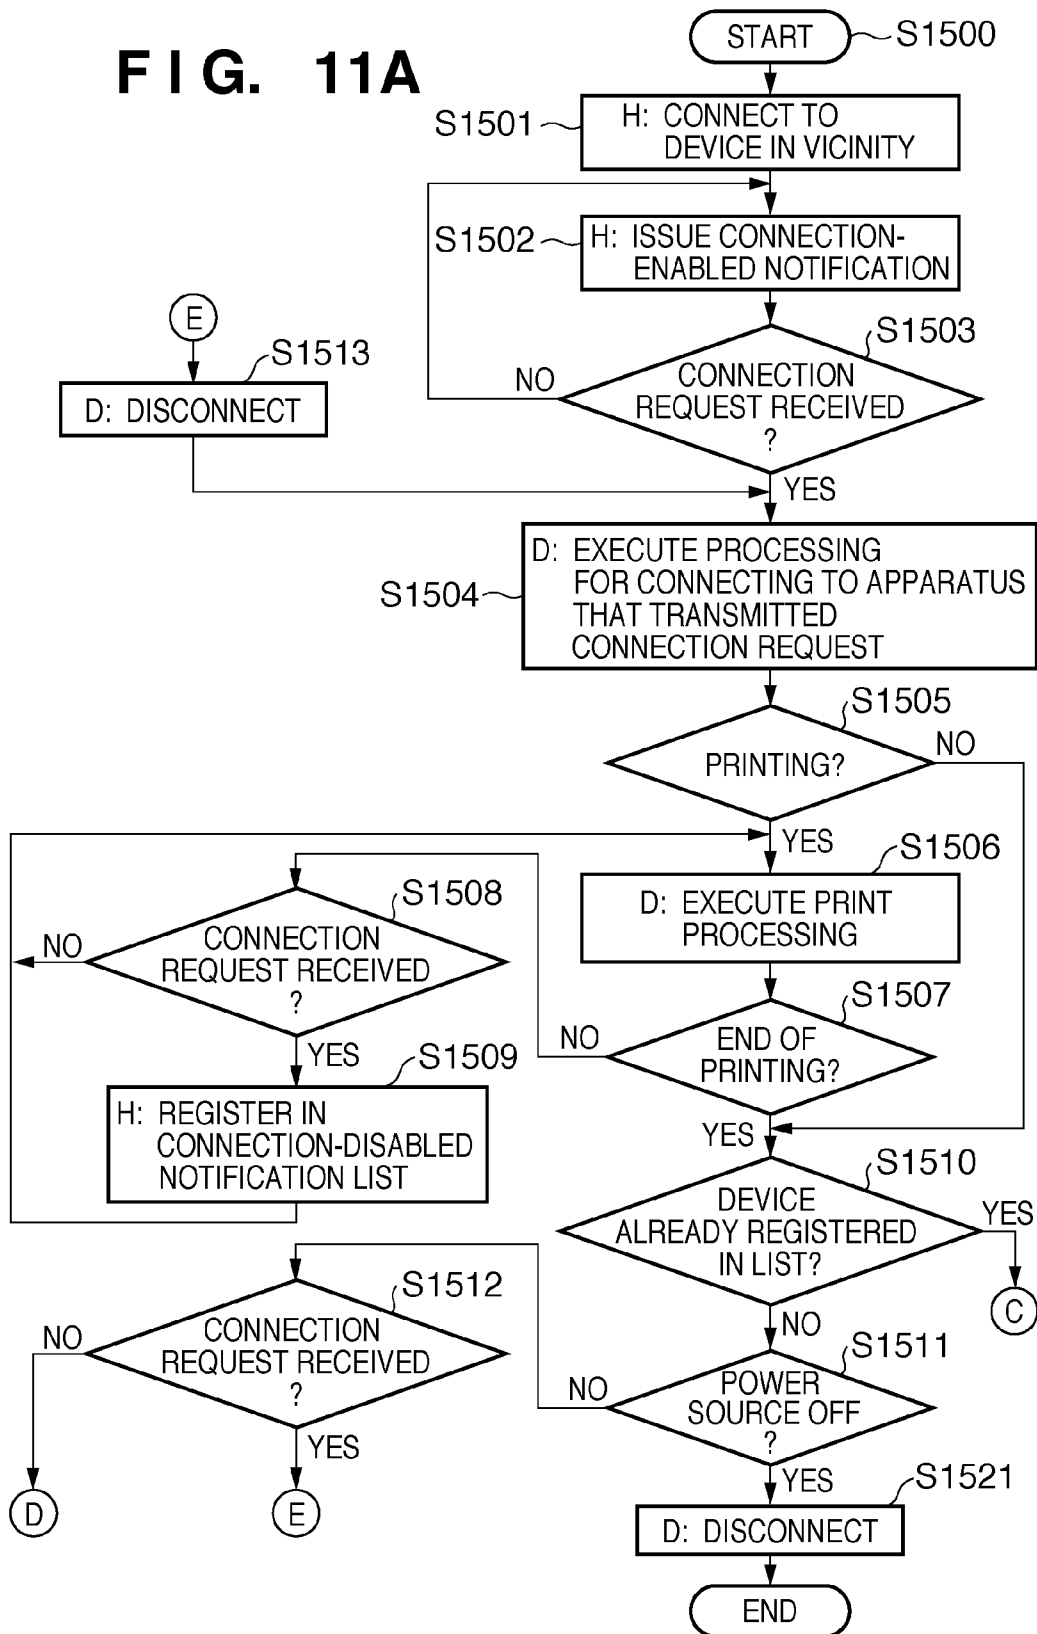 FIG. 11A
START
S1500
S1501
H: CONNECT TO
DEVICE IN VICINITY
S1502
H: ISSUE CONNECTION-
ENABLED NOTIFICATION
E
S1513
D: DISCONNECT
S1503
NO
CONNECTION
REQUEST RECEIVED
?
YES
S1504
D: EXECUTE PROCESSING
FOR CONNECTING TO APPARATUS
THAT TRANSMITTED
CONNECTION REQUEST
S1505
PRINTING?
NO
YES
S1506
D: EXECUTE PRINT
PROCESSING
S1508
NO
CONNECTION
REQUEST RECEIVED
?
YES
S1507
NO
END OF
PRINTING?
YES
S1509
H: REGISTER IN
CONNECTION-DISABLED
NOTIFICATION LIST
S1510
DEVICE
ALREADY REGISTERED
IN LIST?
YES
C
NO
S1512
NO
CONNECTION
REQUEST RECEIVED
?
YES
D
E
S1511
NO
POWER
SOURCE OFF
?
YES
S1521
D: DISCONNECT
END